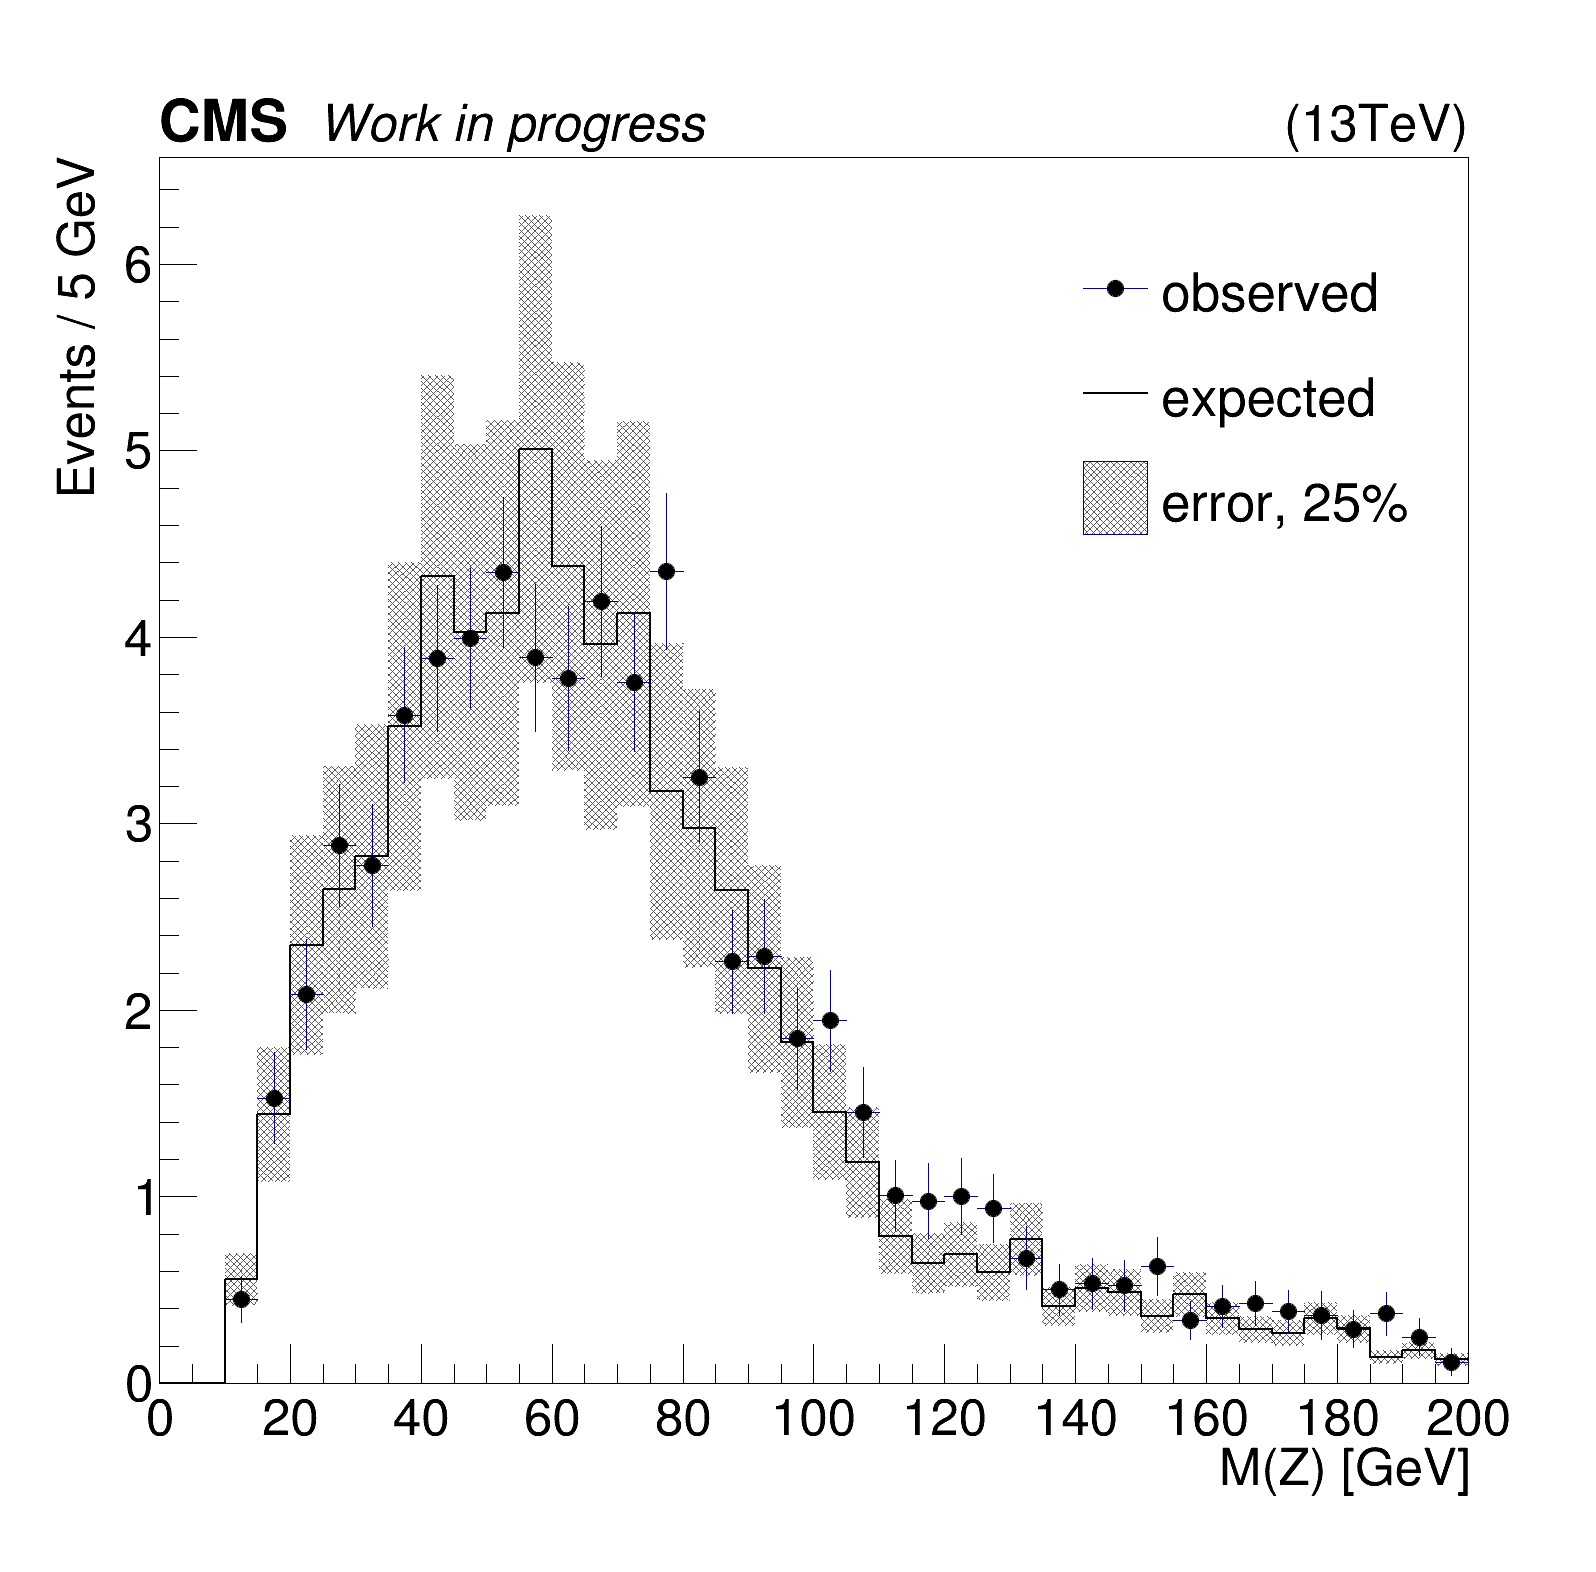 CMS Work in progress (13TeV)
Events / 5 GeV
6
5
4
3
2
1
0
observed
expected
error, 25%
0 20 40 60 80 100 120 140 160 180 200
M(Z) [GeV]